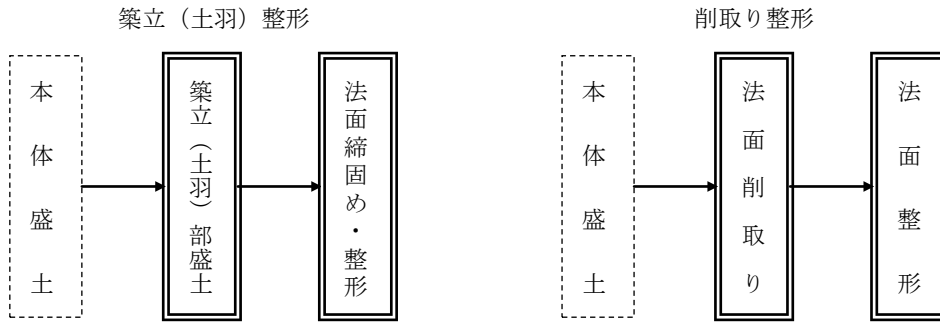 築立（土羽）整形
本体盛土
築立（土羽）部盛土
法面締固め・整形
削取り整形
本体盛土
法面削取り
法面整形